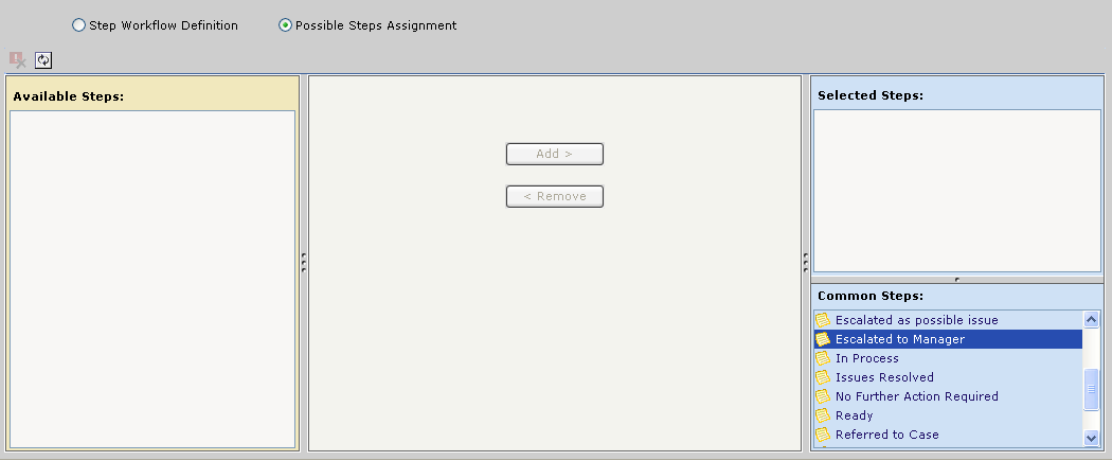 Step Workflow Definition
Possible Steps Assignment
Available Steps:
Add >
< Remove
Selected Steps:
Common Steps:
Escalated as possible issue
Escalated to Manager
In Process
Issues Resolved
No Further Action Required
Ready
Referred to Case